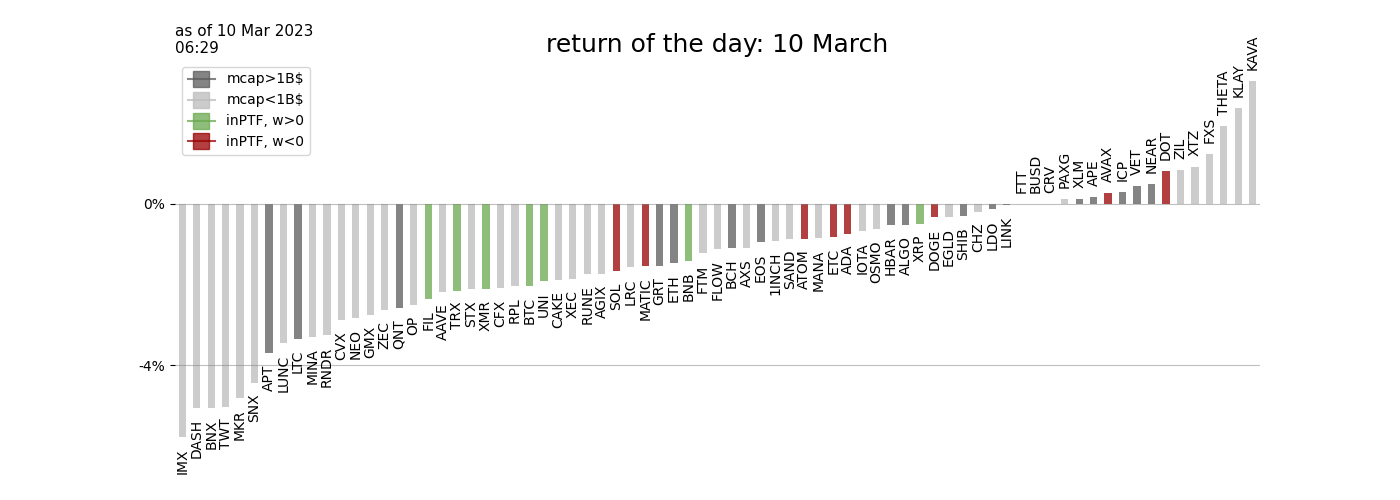 as of 10 Mar 2023
06:29
return of the day: 10 March
mcap>1B$
mcap<1B$
inPTF, w>0
inPTF, w<0
0%
-4%
IMX
DASH
BNX
TWT
MKR
SNX
APT
LUNC
LTC
MINA
RNDR
CVX
NEO
GMX
ZEC
QNT
OP
FIL
AAVE
TRX
STX
XMR
CFX
RPL
BTC
UNI
CAKE
XEC
RUNE
AGIX
SOL
LRC
MATIC
GRT
ETH
BNB
FTM
FLOW
BCH
AXS
EOS
1INCH
SAND
ATOM
MANA
ETC
ADA
IOTA
OSMO
HBAR
ALGO
XRP
DOGE
EGLD
SHIB
CHZ
LDO
LINK
FTT
BUSD
CRV
PAXG
XLM
APE
AVAX
ICP
VET
NEAR
DOT
ZIL
XTZ
FXS
THETA
KLAY
KAVA